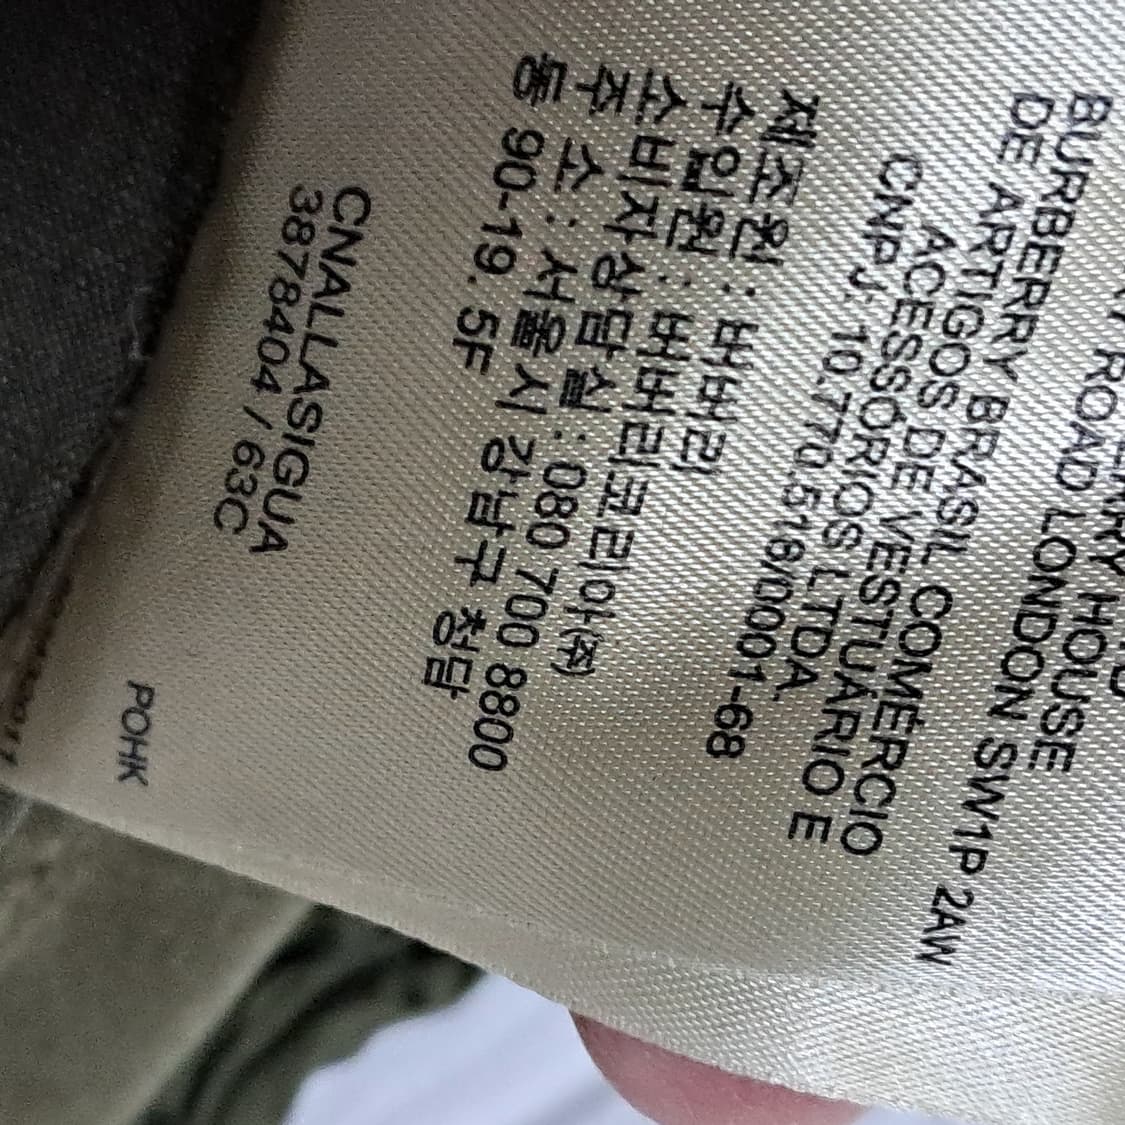 BURBERRY HOUSE
ROAD LONDON SW1P 2AW
DE ARTIGOS DE VESTUÁRIO E
BURBERRY BRASIL COMÉRCIO
ACESSÓRIOS LTDA.
CNPJ: 10.770.516/0001-68
제조원 : 버버리
수입원 : 버버리코리아(주)
소비자상담실 : 080 700 8800
주 소 : 서울시 강남구 청담
동 90-19. 5F
CNALLASIGUA
3878404 / 63C
POHK